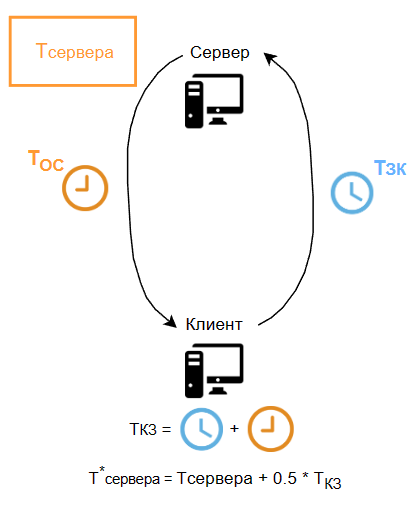 Тсервера
Сервер
ТОС
ТЗК
Клиент
ТКЗ = +
Т*сервера = Тсервера + 0.5 * ТКЗ